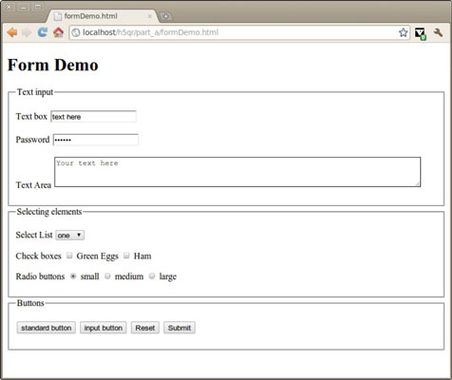 formDemo.html
localhost/h5qr/part_a/formDemo.html
Form Demo
Text input
Text box text here
Password ••••••
Text Area Your text here
Selecting elements
Select List one
Check boxes Green Eggs Ham
Radio buttons small medium large
Buttons
standard button input button Reset Submit